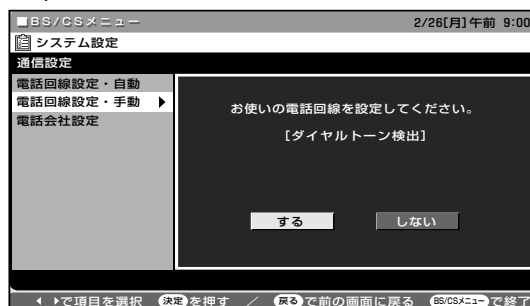 ■BS/CSメニュー 2/26[月]午前 9:00
システム設定
通信設定
電話回線設定・自動
電話回線設定・手動
電話会社設定
お使いの電話回線を設定してください。
[ダイヤルトーン検出]
する しない
で項目を選択 決定を押す / 戻るで前の画面に戻る BS/CSメニューで終了